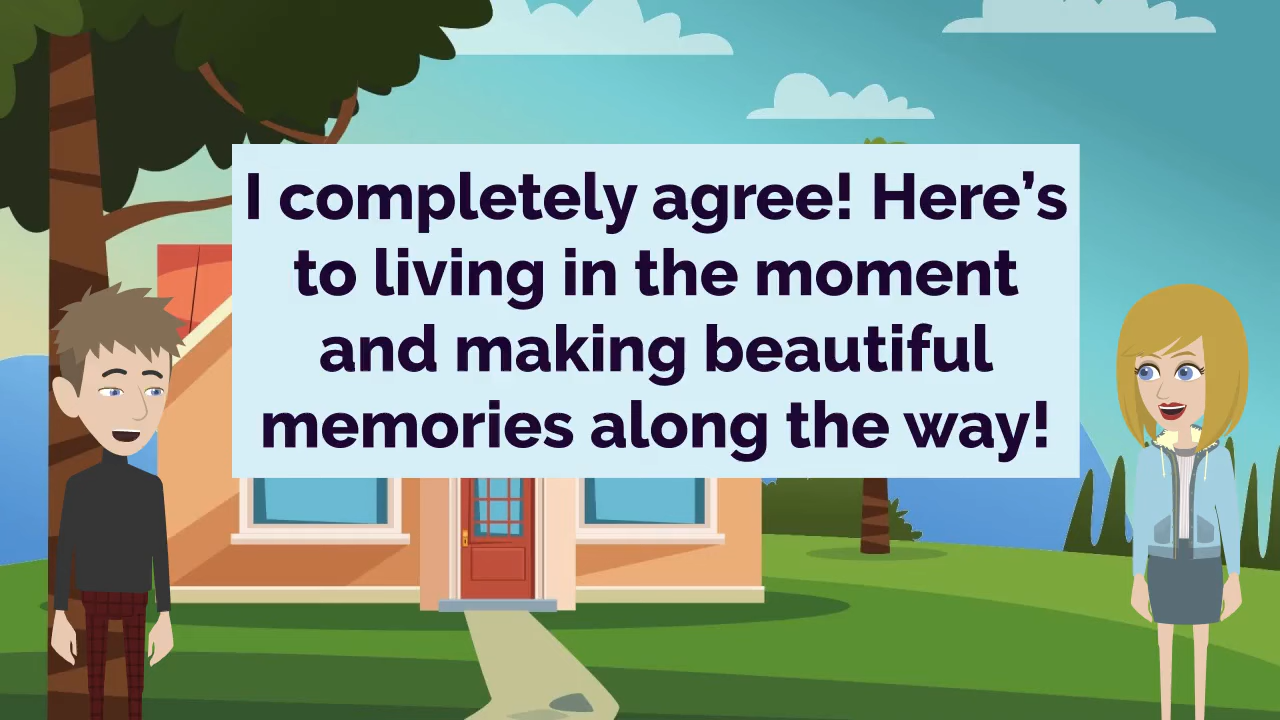 I completely agree! Here’s
to living in the moment
and making beautiful
memories along the way!